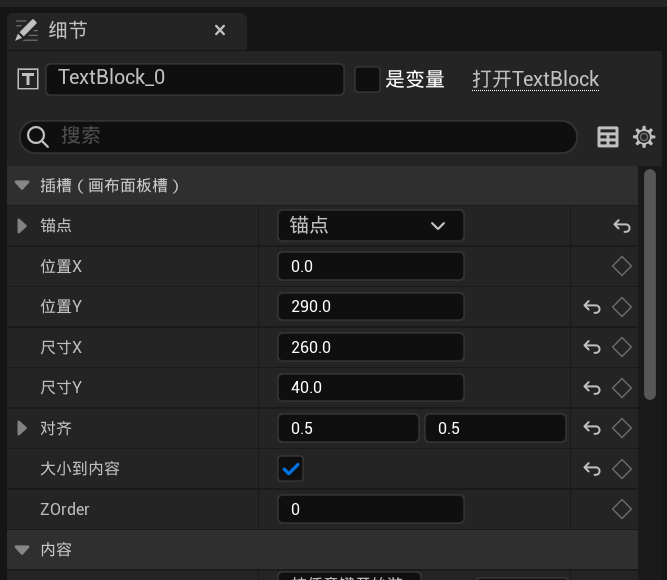 细节
TextBlock_0 是变量 打开TextBlock
搜索
插槽（画布面板槽）
锚点 锚点
位置X 0.0
位置Y 290.0
尺寸X 260.0
尺寸Y 40.0
对齐 0.5 0.5
大小到内容
ZOrder 0
内容